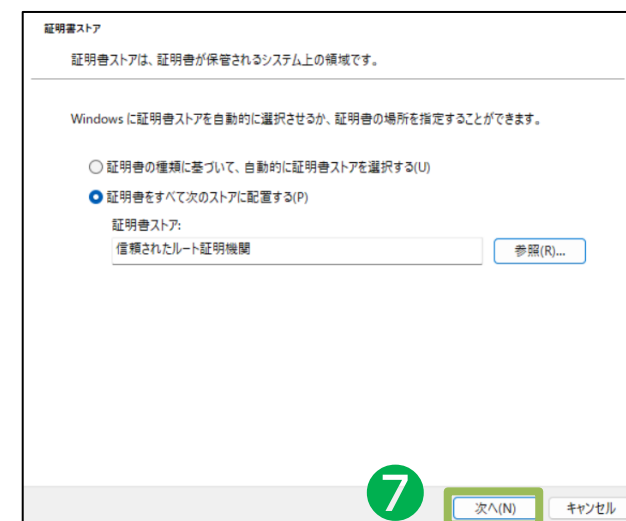 証明書ストア
証明書ストアは、証明書が保管されるシステム上の領域です。
Windows に証明書ストアを自動的に選択させるか、証明書の場所を指定することができます。
証明書の種類に基づいて、自動的に証明書ストアを選択する(U)
証明書をすべて次のストアに配置する(P)
証明書ストア:
信頼されたルート証明機関
参照(R)...
7
次へ(N)
キャンセル